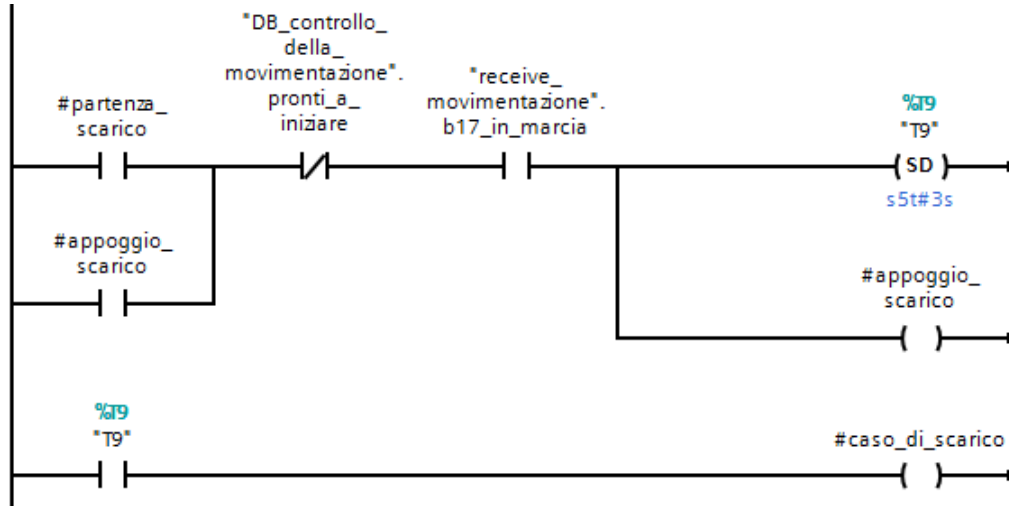 "DB_controllo_
della_
movimentazione".
pronti_a_
iniziare
"receive_
movimentazione".
b17_in_marcia
#partenza_
scarico
%T9
"T9"
SD
s5t#3s
#appoggio_
scarico
#appoggio_
scarico
%T9
"T9"
#caso_di_scarico